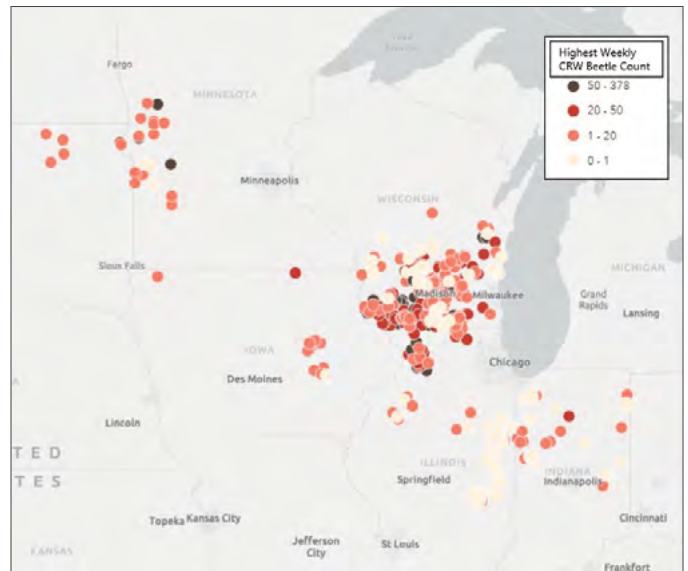 Fargo
MINNESOTA
Minneapolis
WISCONSIN
Sioux Falls
Madison
Milwaukee
MICHIGAN
Grand
Rapids
Lansing
IOWA
Des Moines
Chicago
Lincoln
TED
TES
ILLINOIS
Springfield
INDIANA
Indianapolis
Topeka
Kansas City
Jefferson
City
St Louis
Cincinnati
KANSAS
Frankfort
Highest Weekly
CRW Beetle Count
50 - 378
20 - 50
1 - 20
0 - 1